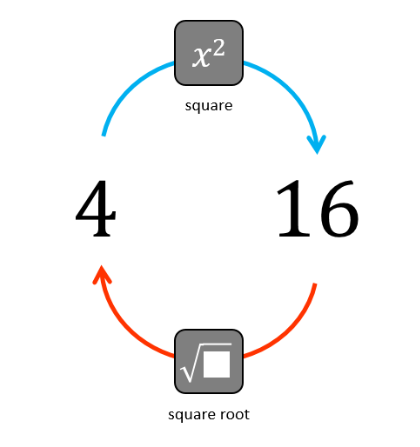 x²
square
4 16
√
square root